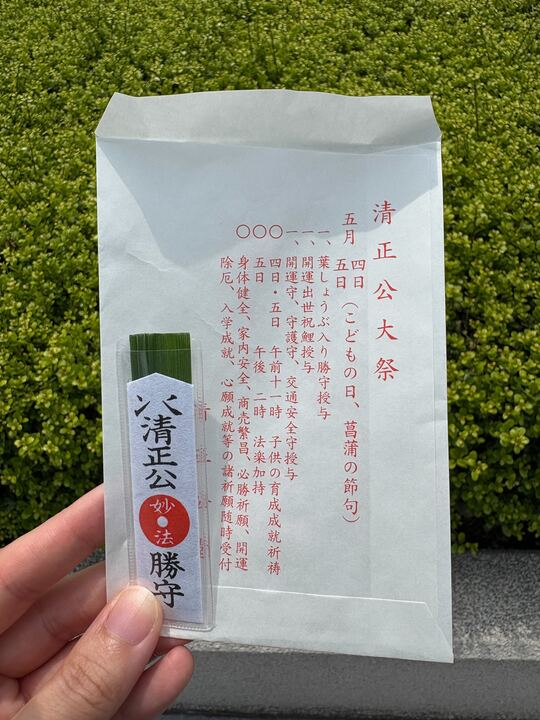 清正公大祭
五月 四日
五日 (こどもの日、菖蒲の節句)
一、葉しょうぶ入り勝守授与
一、開運出世祝鯉授与
一、開運守、守護守、交通安全守授与
〇四日・五日 午前十一時 子供の育成成就祈祷
〇五日 午後 二時 法楽加持
〇身体健全、家内安全、商売繁昌、必勝祈願、開運
除厄、入学成就、心願成就等の諸祈願随時受付
清正公
妙法
勝守